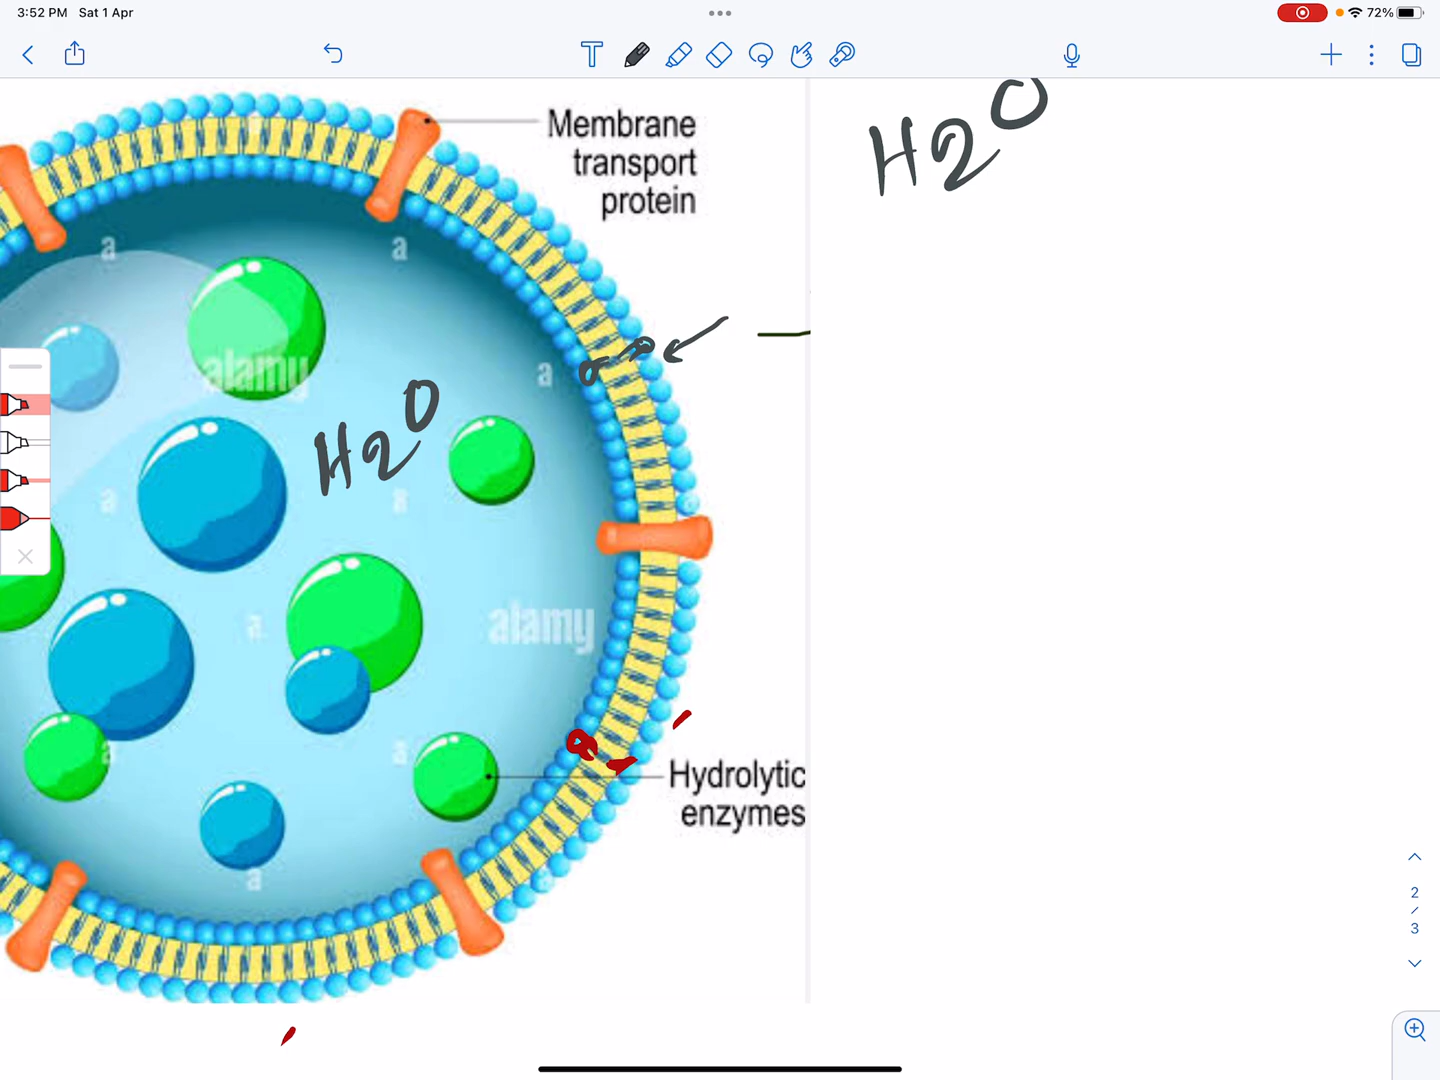 3:52 PM Sat 1 Apr
72%
T
Membrane
transport
protein
H2O
a
a
a
alamy
a
H2O
a
a
a
alamy
a
a
Hydrolytic
enzymes
a
2
/
3